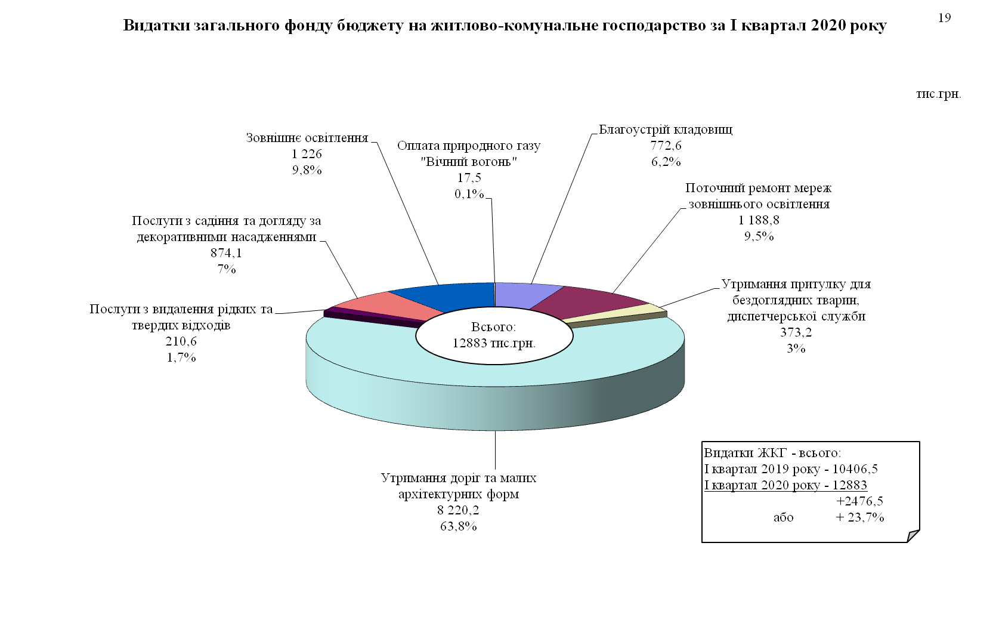 19
Видатки загального фонду бюджету на житлово-комунальне господарство за І квартал 2020 року
тис.грн.
Зовнішнє освітлення
1 226
9,8%
Оплата природного газу
"Вічний вогонь"
17,5
0,1%
Благоустрій кладовищ
772,6
6,2%
Поточний ремонт мереж
зовнішнього освітлення
1 188,8
9,5%
Послуги з садіння та догляду за
декоративними насадженнями
874,1
7%
Утримання притулку для
бездоглядних тварин,
диспетчерської служби
373,2
3%
Послуги з видалення рідких та
твердих відходів
210,6
1,7%
Всього:
12883 тис.грн.
Утримання доріг та малих
архітектурних форм
8 220,2
63,8%
Видатки ЖКГ - всього:
І квартал 2019 року - 10406,5
І квартал 2020 року - 12883
+2476,5
або + 23,7%